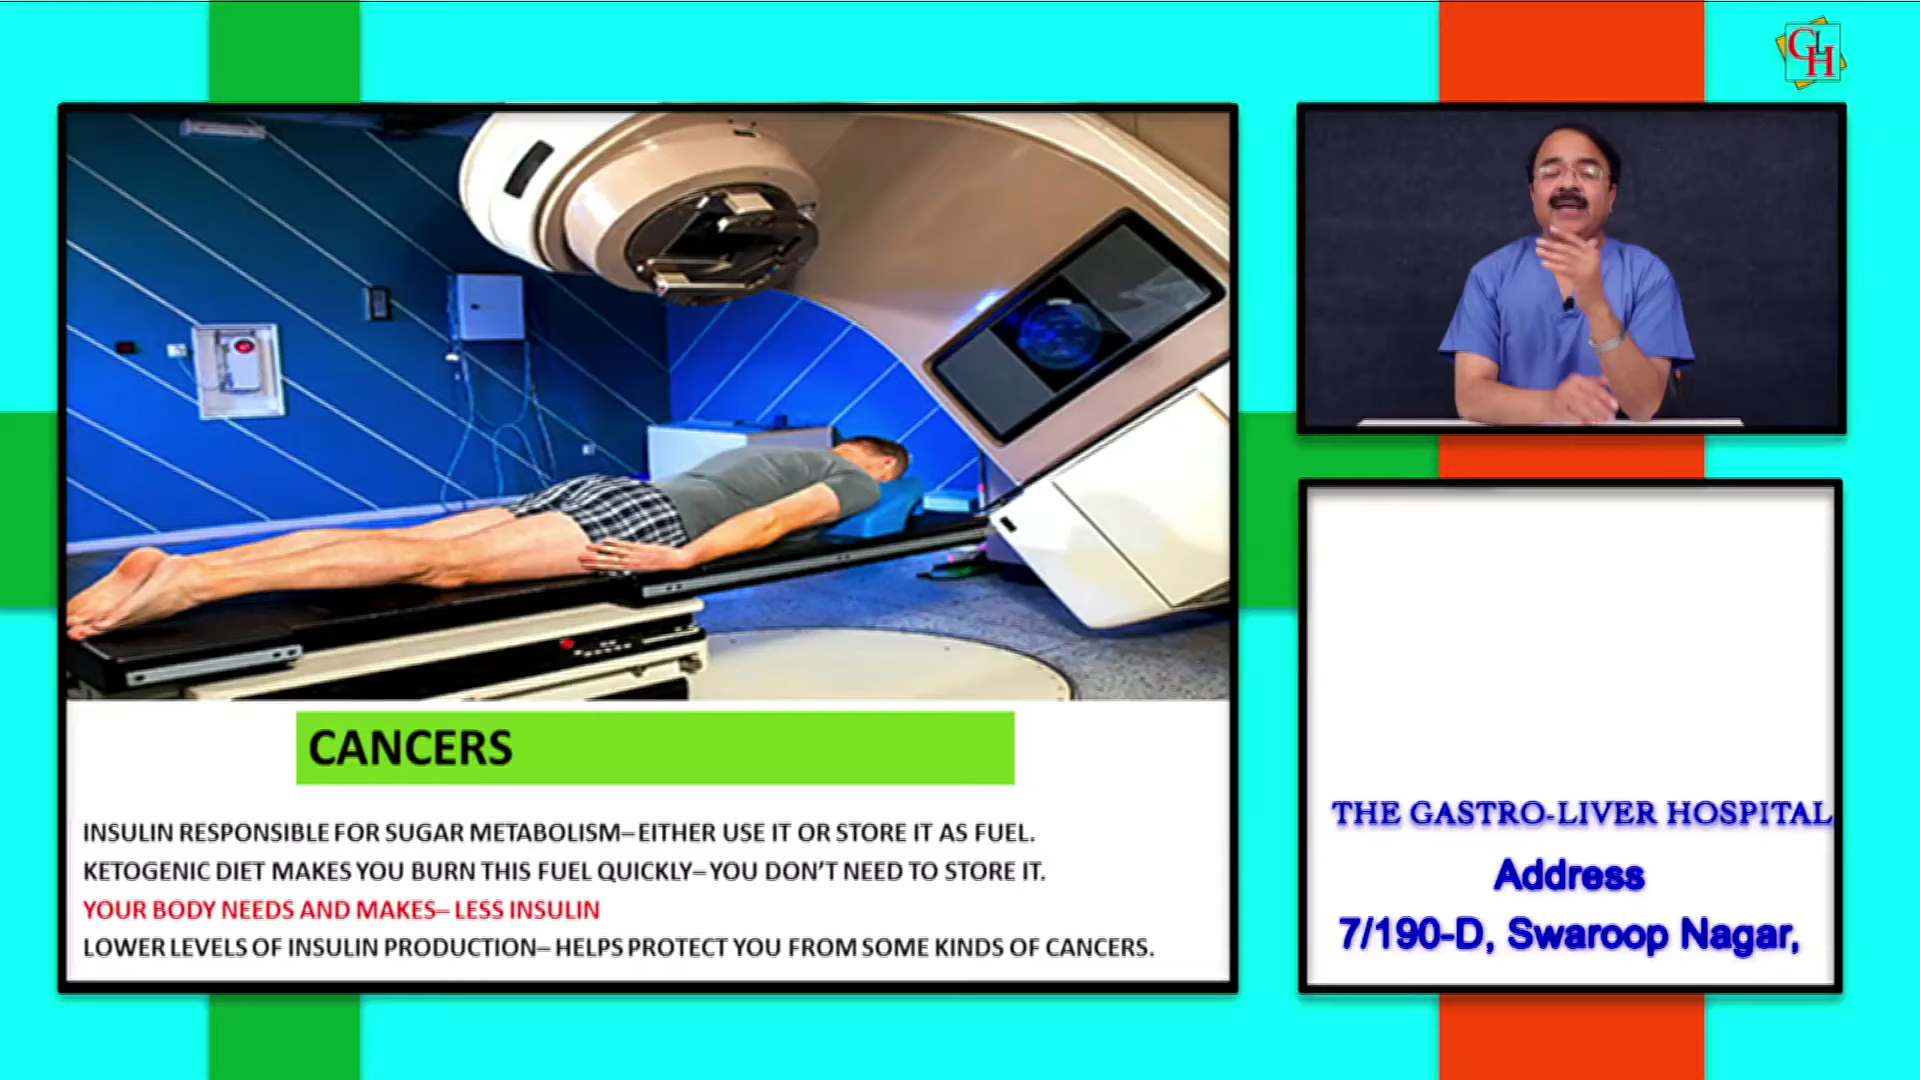 GLH
CANCERS
INSULIN RESPONSIBLE FOR SUGAR METABOLISM– EITHER USE IT OR STORE IT AS FUEL.
KETOGENIC DIET MAKES YOU BURN THIS FUEL QUICKLY– YOU DON'T NEED TO STORE IT.
YOUR BODY NEEDS AND MAKES– LESS INSULIN
LOWER LEVELS OF INSULIN PRODUCTION– HELPS PROTECT YOU FROM SOME KINDS OF CANCERS.
THE GASTRO-LIVER HOSPITAL
Address
7/190-D, Swaroop Nagar,